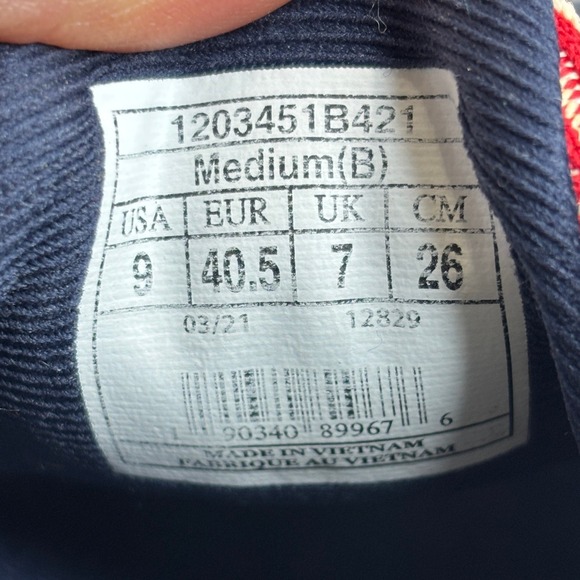 1203451B421
Medium(B)
USA EUR UK CM
9 40.5 7 26
03/21 12829
1 90340 89967 6
MADE IN VIETNAM
FABRIQUE AU VIETNAM